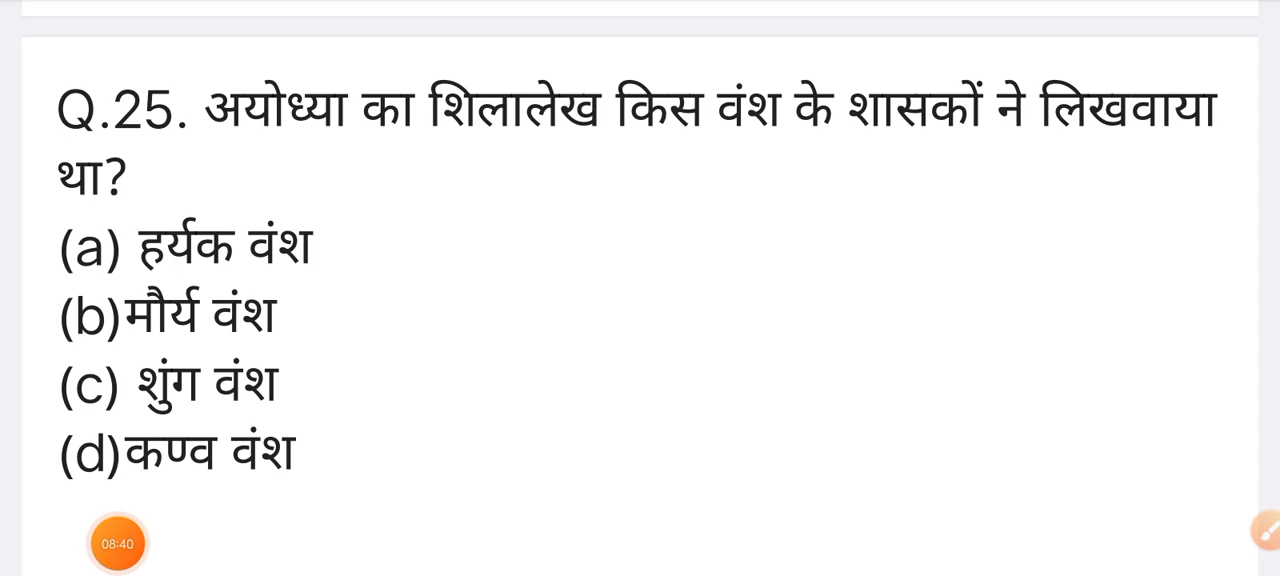 Q.25. अयोध्या का शिलालेख किस वंश के शासकों ने लिखवाया
था?
(a) हर्यक वंश
(b)मौर्य वंश
(c) शुंग वंश
(d)कण्व वंश
08:40